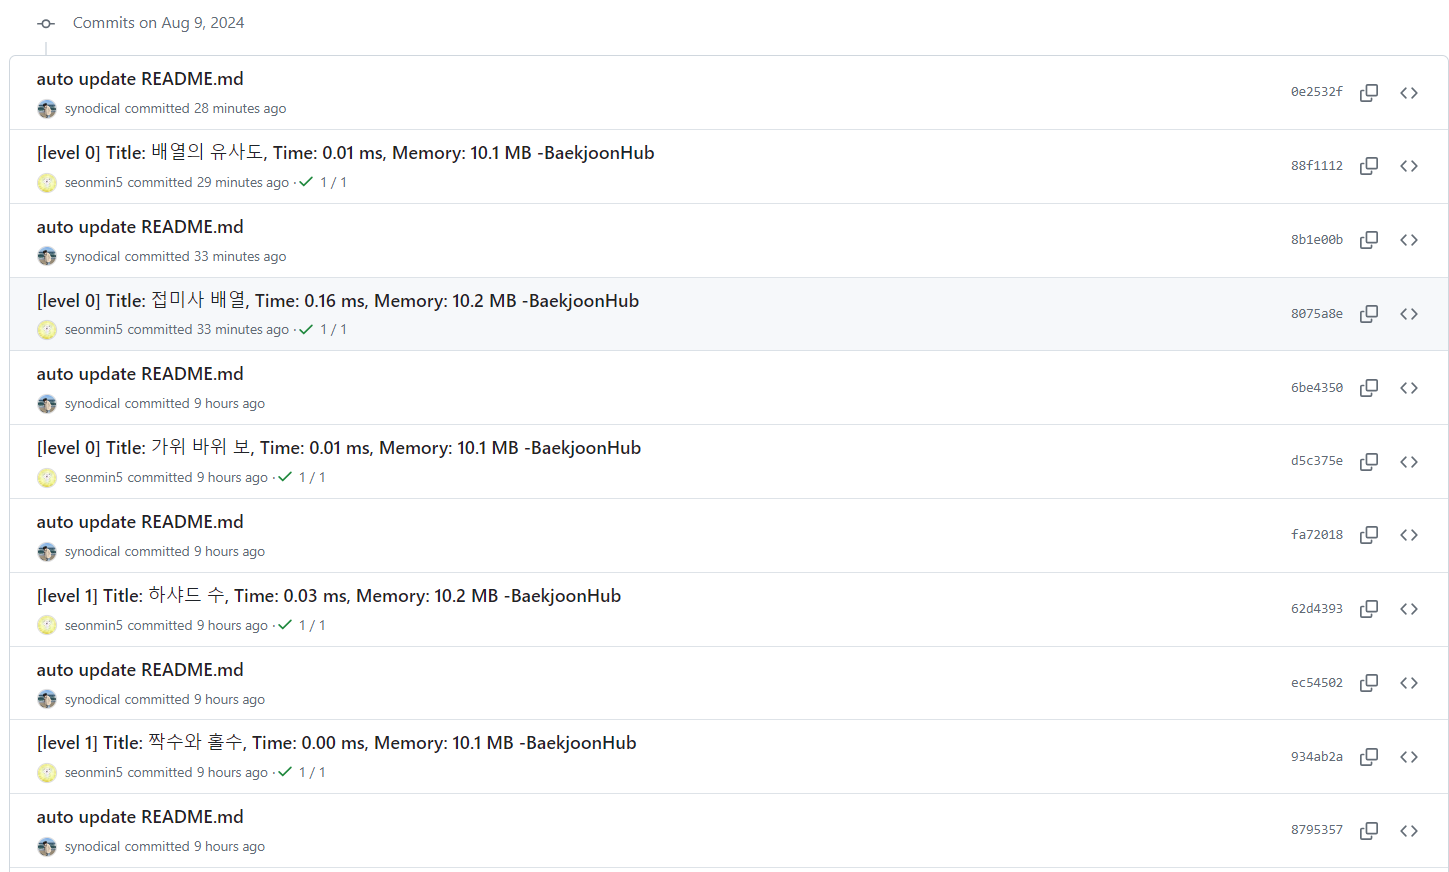 Commits on Aug 9, 2024
auto update README.md
0e2532f
synodical committed 28 minutes ago
[level 0] Title: 배열의 유사도, Time: 0.01 ms, Memory: 10.1 MB -BaekjoonHub
88f1112
seonmin5 committed 29 minutes ago · 1 / 1
auto update README.md
8b1e00b
synodical committed 33 minutes ago
[level 0] Title: 접미사 배열, Time: 0.16 ms, Memory: 10.2 MB -BaekjoonHub
8075a8e
seonmin5 committed 33 minutes ago · 1 / 1
auto update README.md
6be4350
synodical committed 9 hours ago
[level 0] Title: 가위 바위 보, Time: 0.01 ms, Memory: 10.1 MB -BaekjoonHub
d5c375e
seonmin5 committed 9 hours ago · 1 / 1
auto update README.md
fa72018
synodical committed 9 hours ago
[level 1] Title: 하샤드 수, Time: 0.03 ms, Memory: 10.2 MB -BaekjoonHub
62d4393
seonmin5 committed 9 hours ago · 1 / 1
auto update README.md
ec54502
synodical committed 9 hours ago
[level 1] Title: 짝수와 홀수, Time: 0.00 ms, Memory: 10.1 MB -BaekjoonHub
934ab2a
seonmin5 committed 9 hours ago · 1 / 1
auto update README.md
8795357
synodical committed 9 hours ago